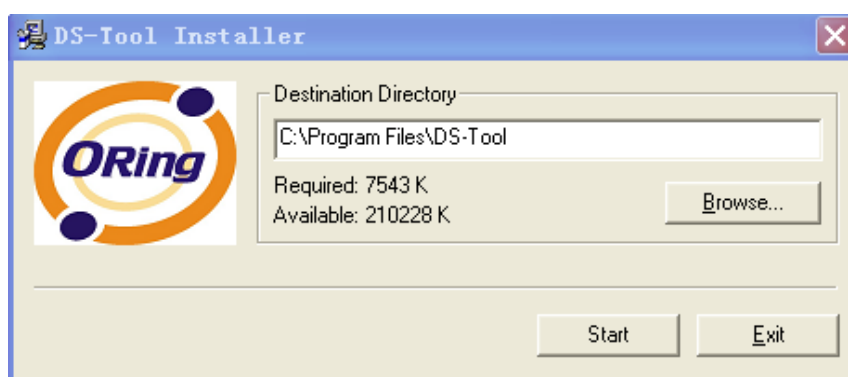 DS-Tool Installer
ORing
Destination Directory
C:\Program Files\DS-Tool
Required: 7543 K
Available: 210228 K
Browse...
Start
Exit